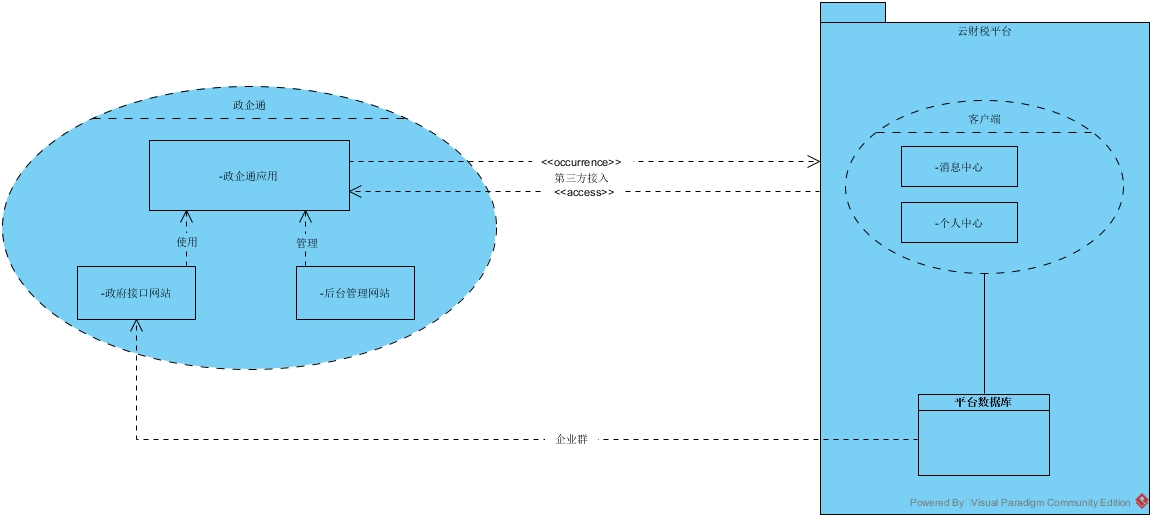 云财税平台
政企通
客户端
-政企通应用
<<occurrence>>
第三方接入
<<access>>
-消息中心
-个人中心
使用
管理
-政府接口网站
-后台管理网站
平台数据库
企业群
Powered By Visual Paradigm Community Edition